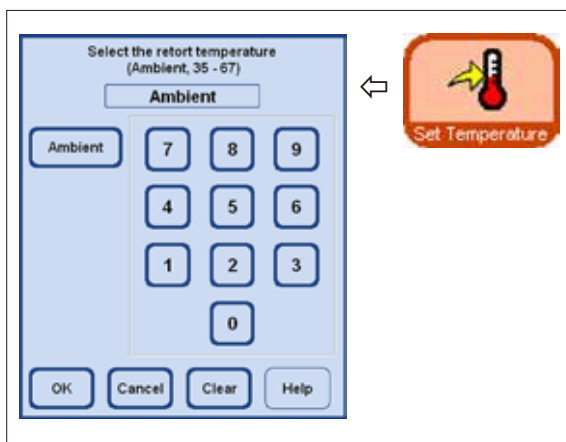 Select the retort temperature
(Ambient, 35 - 67)
Ambient
Ambient
7 8 9
4 5 6
1 2 3
0
OK Cancel Clear Help
Set Temperature